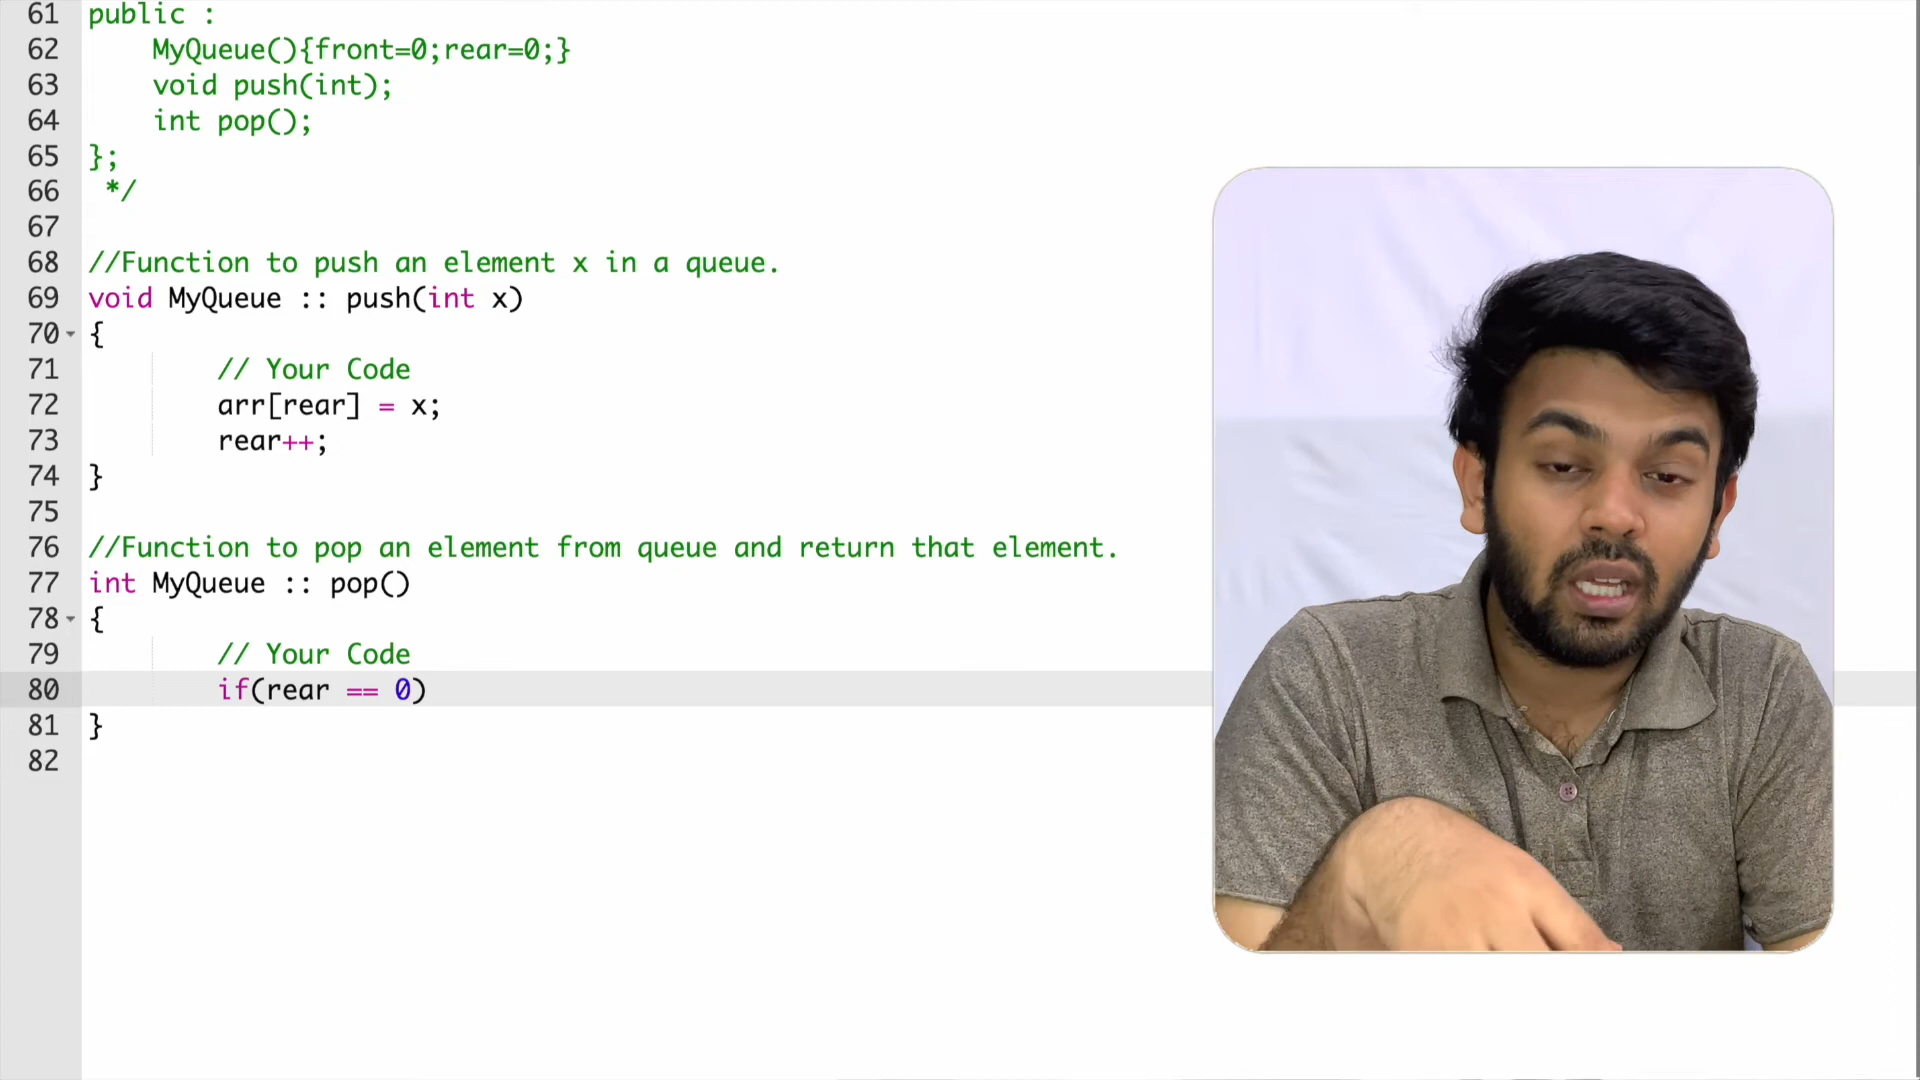 61 public :
62 MyQueue(){front=0;rear=0;}
63 void push(int);
64 int pop();
65 };
66 */
67
68 //Function to push an element x in a queue.
69 void MyQueue :: push(int x)
70 {
71 // Your Code
72 arr[rear] = x;
73 rear++;
74 }
75
76 //Function to pop an element from queue and return that element.
77 int MyQueue :: pop()
78 {
79 // Your Code
80 if(rear == 0)
81 }
82